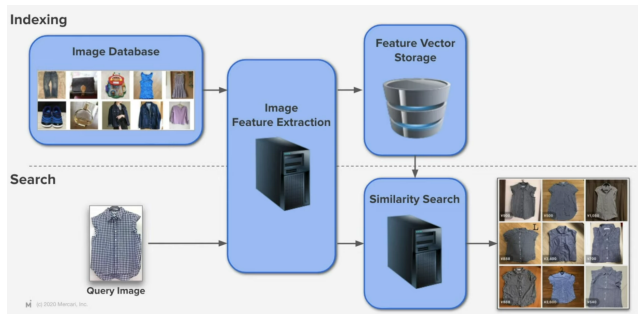 Indexing
Image Database
Image
Feature Extraction
Feature Vector
Storage
Search
Query Image
Similarity Search
L
(c) 2020 Mercari, Inc.